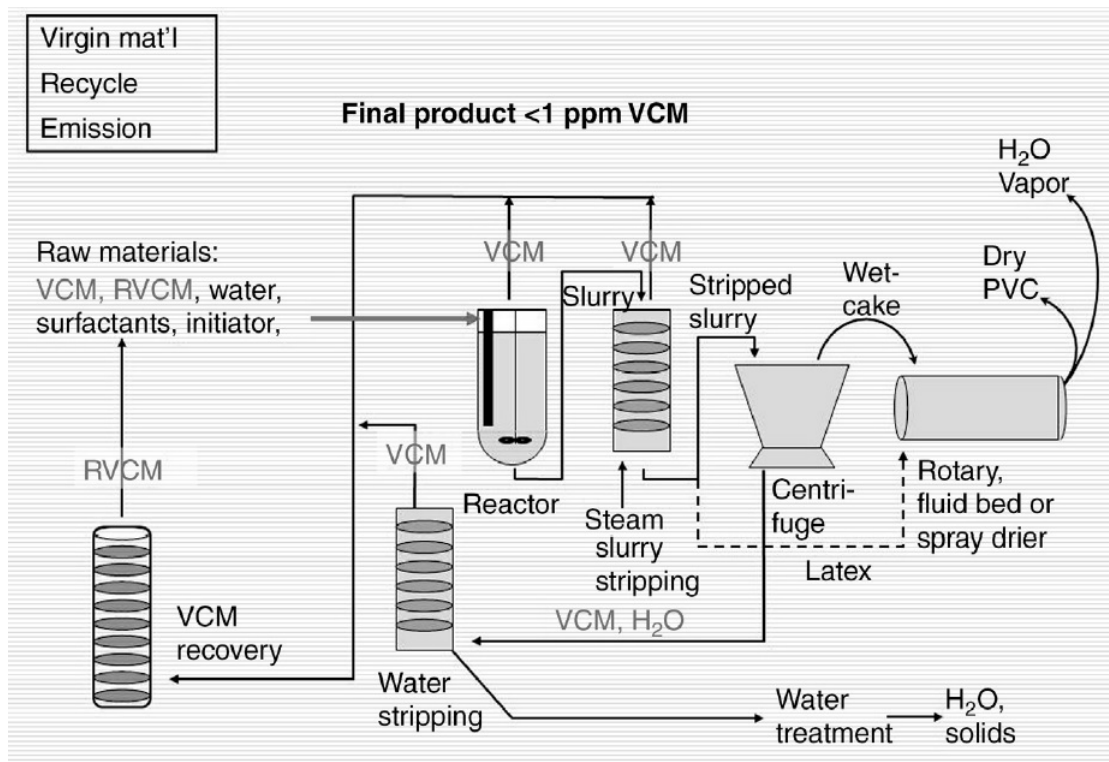 Virgin mat'l
Recycle
Emission
Final product <1 ppm VCM
H₂O
Vapor
Raw materials:
VCM, RVCM, water,
surfactants, initiator,
VCM
VCM
Slurry
Stripped
slurry
Wet-
cake
Dry
PVC
RVCM
VCM
Reactor
Steam
slurry
stripping
Centri-
fuge
Rotary,
fluid bed or
spray drier
Latex
VCM
recovery
VCM, H₂O
Water
stripping
Water
treatment
H₂O,
solids